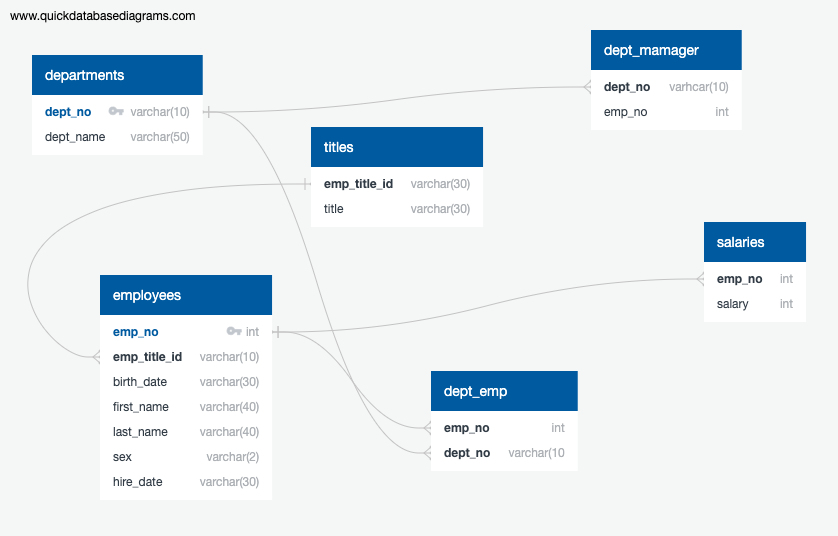 www.quickdatabasediagrams.com
departments
dept_no varchar(10)
dept_name varchar(50)
dept_mamager
dept_no varhcar(10)
emp_no int
titles
emp_title_id varchar(30)
title varchar(30)
salaries
emp_no int
salary int
employees
emp_no int
emp_title_id varchar(10)
birth_date varchar(30)
first_name varchar(40)
last_name varchar(40)
sex varchar(2)
hire_date varchar(30)
dept_emp
emp_no int
dept_no varchar(10